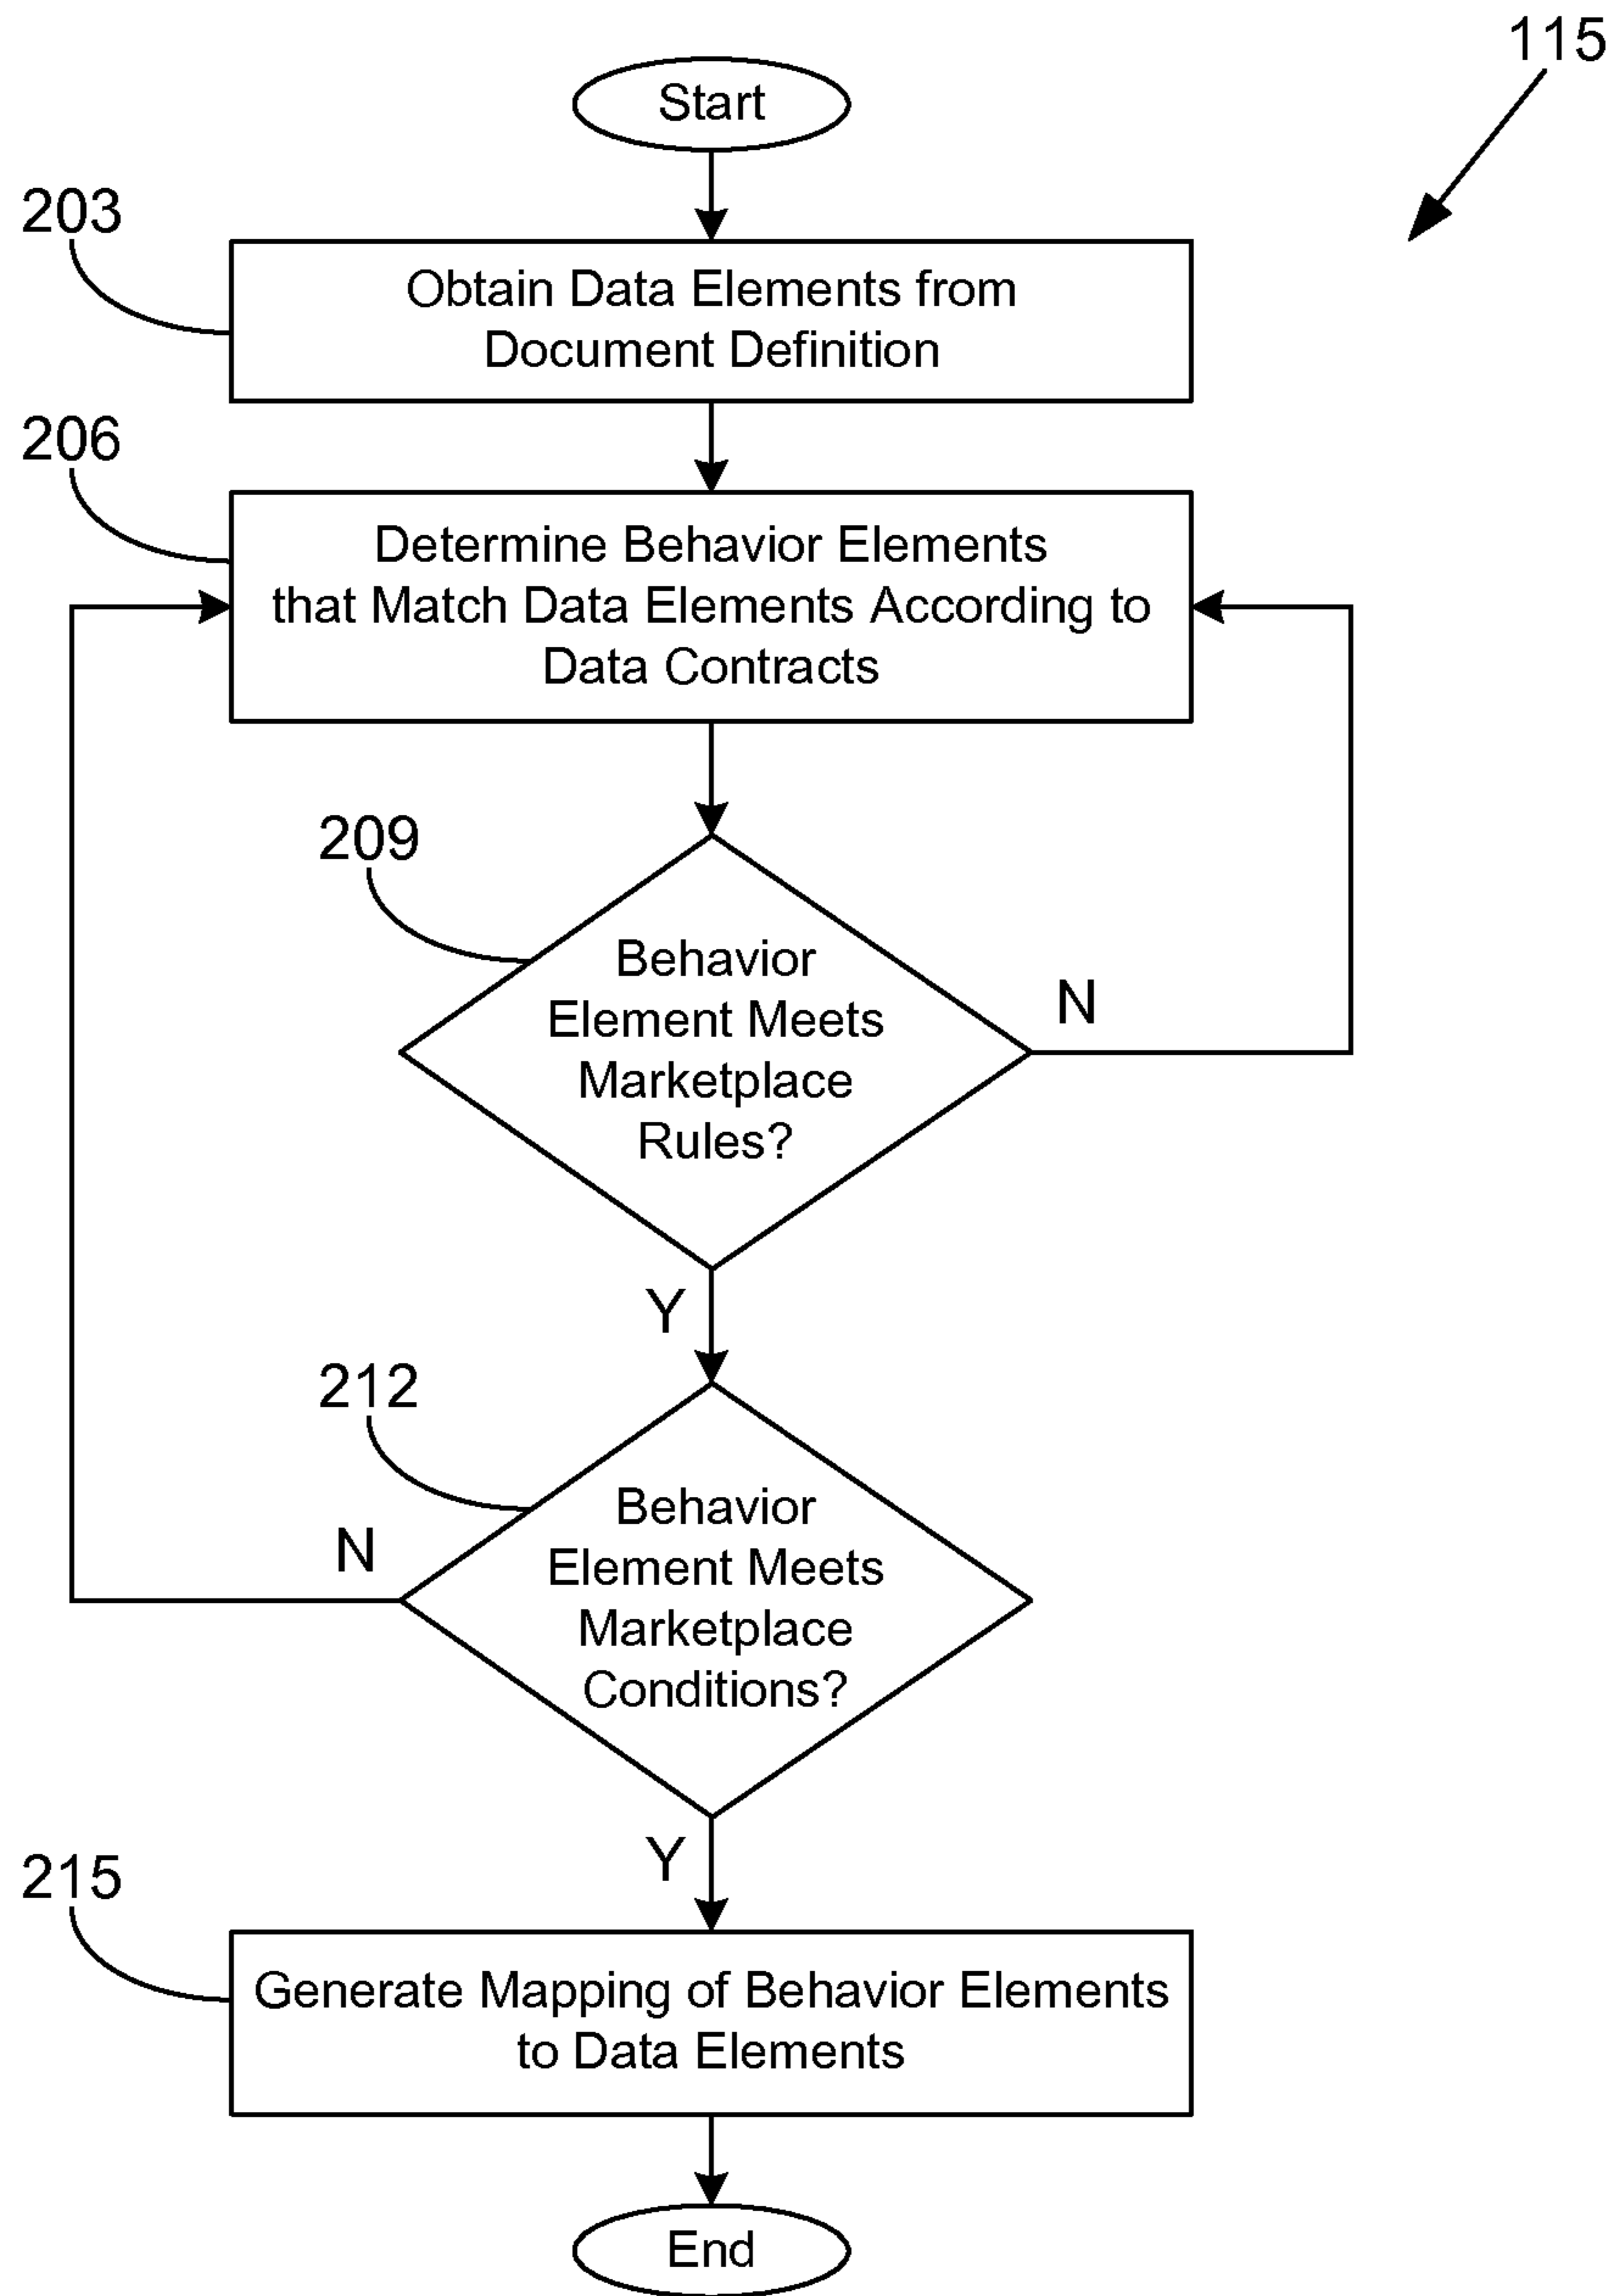 115
Start
203
Obtain Data Elements from
Document Definition
206
Determine Behavior Elements
that Match Data Elements According to
Data Contracts
209
Behavior
Element Meets
Marketplace
Rules?
N
Y
212
Behavior
Element Meets
Marketplace
Conditions?
N
Y
215
Generate Mapping of Behavior Elements
to Data Elements
End